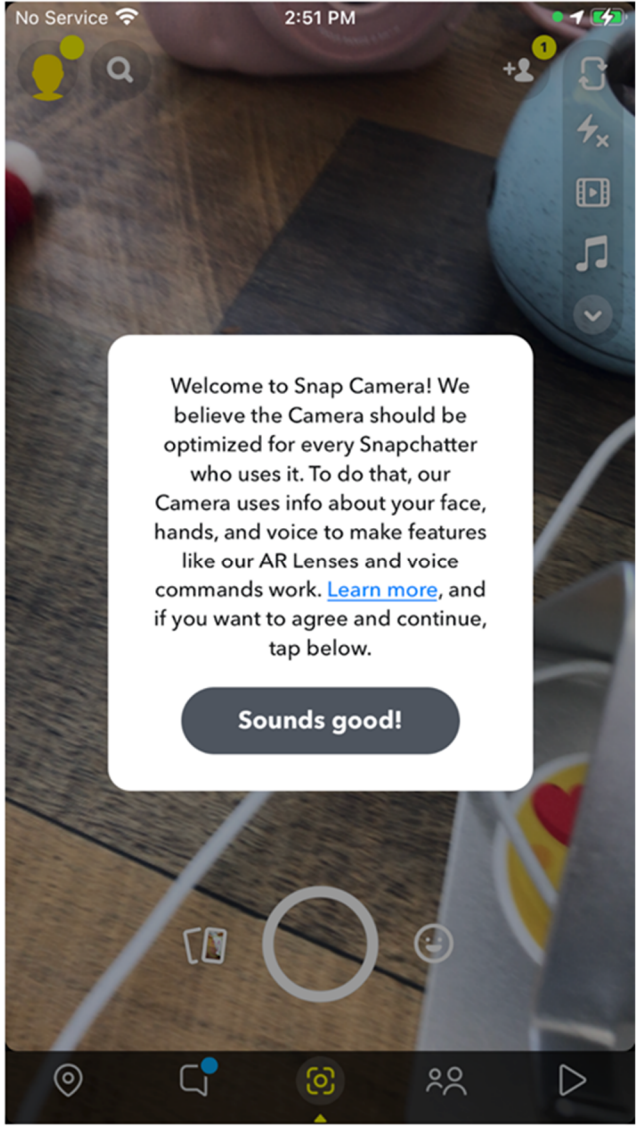 No Service 2:51 PM
1
Welcome to Snap Camera! We
believe the Camera should be
optimized for every Snapchatter
who uses it. To do that, our
Camera uses info about your face,
hands, and voice to make features
like our AR Lenses and voice
commands work. Learn more, and
if you want to agree and continue,
tap below.
Sounds good!